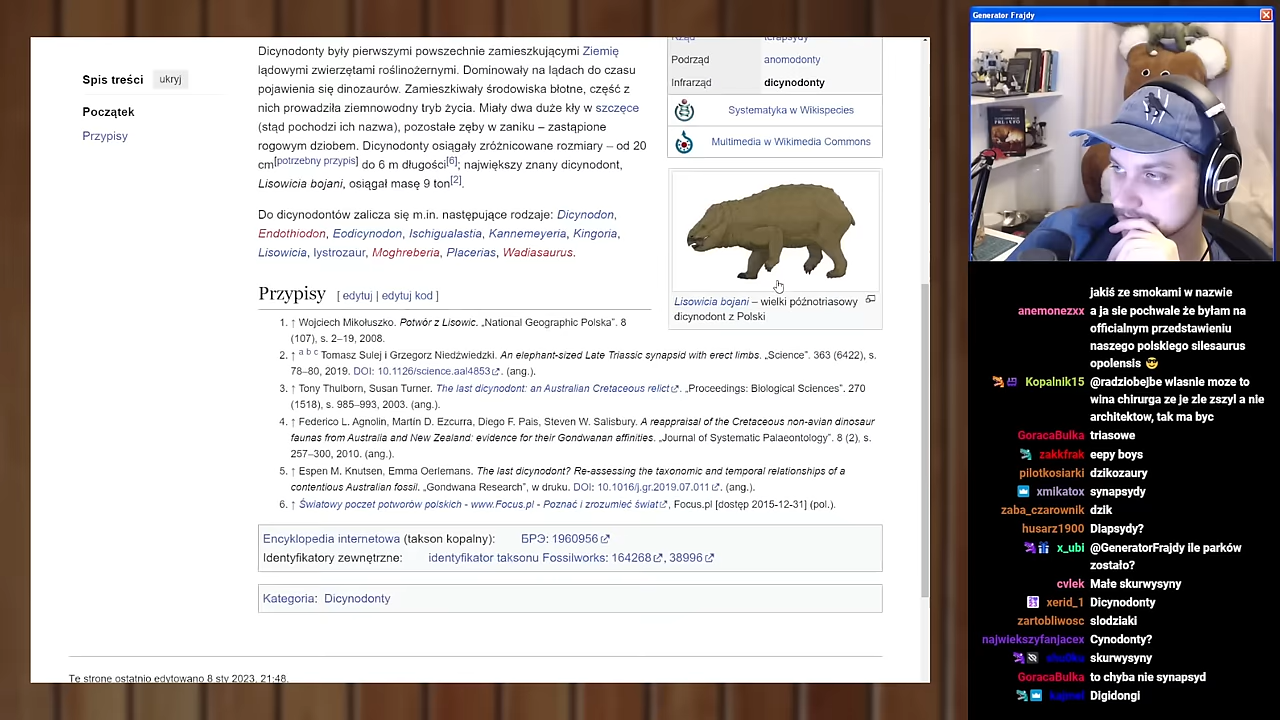 Generator Frajdy
Spis treści
ukryj
Początek
Przypisy
Dicynodonty były pierwszymi powszechnie zamieszkującymi Ziemię
lądowymi zwierzętami roślinożernymi. Dominowały na lądach do czasu
pojawienia się dinozaurów. Zamieszkiwały środowiska błotne, część z
nich prowadziła ziemnowodny tryb życia. Miały dwa duże kły w szczęce
(stąd pochodzi ich nazwa), pozostałe zęby w zaniku – zastąpione
rogowym dziobem. Dicynodonty osiągały zróżnicowane rozmiary – od 20
cm[potrzebny przypis] do 6 m długości[6]; największy znany dicynodont,
Lisowicia bojani, osiągał masę 9 ton[2].
Do dicynodontów zalicza się m.in. następujące rodzaje: Dicynodon,
Endothiodon, Eodicynodon, Ischigualastia, Kannemeyeria, Kingoria,
Lisowicia, lystrozaur, Moghreberia, Placerias, Wadiasaurus.
Rząd terapsydy
Podrząd anomodonty
Infrarząd dicynodonty
Systematyka w Wikispecies
Multimedia w Wikimedia Commons
Lisowicia bojani – wielki późnotriasowy
dicynodont z Polski
Przypisy [ edytuj | edytuj kod ]
1. ↑ Wojciech Mikołuszko. Potwór z Lisowic. „National Geographic Polska”. 8
(107), s. 2–19, 2008.
2. ↑ a b c Tomasz Sulej i Grzegorz Niedźwiedzki. An elephant-sized Late Triassic synapsid with erect limbs. „Science”. 363 (6422), s.
78–80, 2019. DOI: 10.1126/science.aal4853. (ang.).
3. ↑ Tony Thulborn, Susan Turner. The last dicynodont: an Australian Cretaceous relict. „Proceedings: Biological Sciences”. 270
(1518), s. 985–993, 2003. (ang.).
4. ↑ Federico L. Agnolin, Martín D. Ezcurra, Diego F. Pais, Steven W. Salisbury. A reappraisal of the Cretaceous non-avian dinosaur
faunas from Australia and New Zealand: evidence for their Gondwanan affinities. „Journal of Systematic Palaeontology”. 8 (2), s.
257–300, 2010. (ang.).
5. ↑ Espen M. Knutsen, Emma Oerlemans. The last dicynodont? Re-assessing the taxonomic and temporal relationships of a
contentious Australian fossil. „Gondwana Research”, w druku. DOI: 10.1016/j.gr.2019.07.011. (ang.).
6. ↑ Światowy poczet potworów polskich - www.Focus.pl - Poznać i zrozumieć świat, Focus.pl [dostęp 2015-12-31] (pol.).
Encyklopedia internetowa (takson kopalny): БРЭ: 1960956
Identyfikatory zewnętrzne: identyfikator taksonu Fossilworks: 164268, 38996
Kategoria: Dicynodonty
Tę stronę ostatnio edytowano 8 sty 2023, 21:48.
jakiś ze smokami w nazwie
anemonezxx a ja sie pochwale że byłam na
officialnym przedstawieniu
naszego polskiego silesaurus
opolensis 😎
Kopalnik15 @radziobejbe wlasnie moze to
wina chirurga ze je zle zszyl a nie
architektow, tak ma byc
GoracaBulka triasowe
zakkfrak eepy boys
pilotkosiarki dzikozaury
xmikatox synapsydy
zaba_czarownik dzik
husarz1900 Diapsydy?
x_ubi @GeneratorFrajdy ile parków
zostało?
cvlek Małe skurwysyny
xerid_1 Dicynodonty
zartobliwosc slodziaki
najwiekszyfanjacex Cynodonty?
skurwysyny
GoracaBulka to chyba nie synapsyd
Digidongi